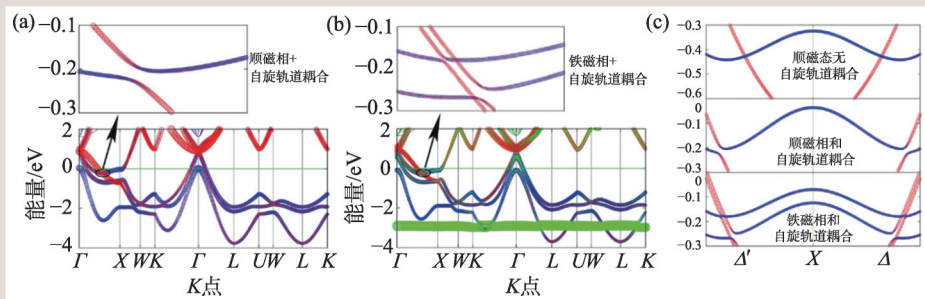 (a)
−0.1
−0.2
−0.3
顺磁相+
自旋轨道耦合
2
0
−2
−4
能量/eV
Γ X W K Γ L U W L K
K点
(b)
−0.1
−0.2
−0.3
铁磁相+
自旋轨道耦合
2
0
−2
−4
能量/eV
Γ X W K Γ L U W L K
K点
(c)
−0.3
−0.4
−0.6
顺磁态无
自旋轨道耦合
0
−0.1
−0.2
−0.3
顺磁相和
自旋轨道耦合
0
−0.1
−0.2
−0.3
铁磁相和
自旋轨道耦合
Δ′ X Δ